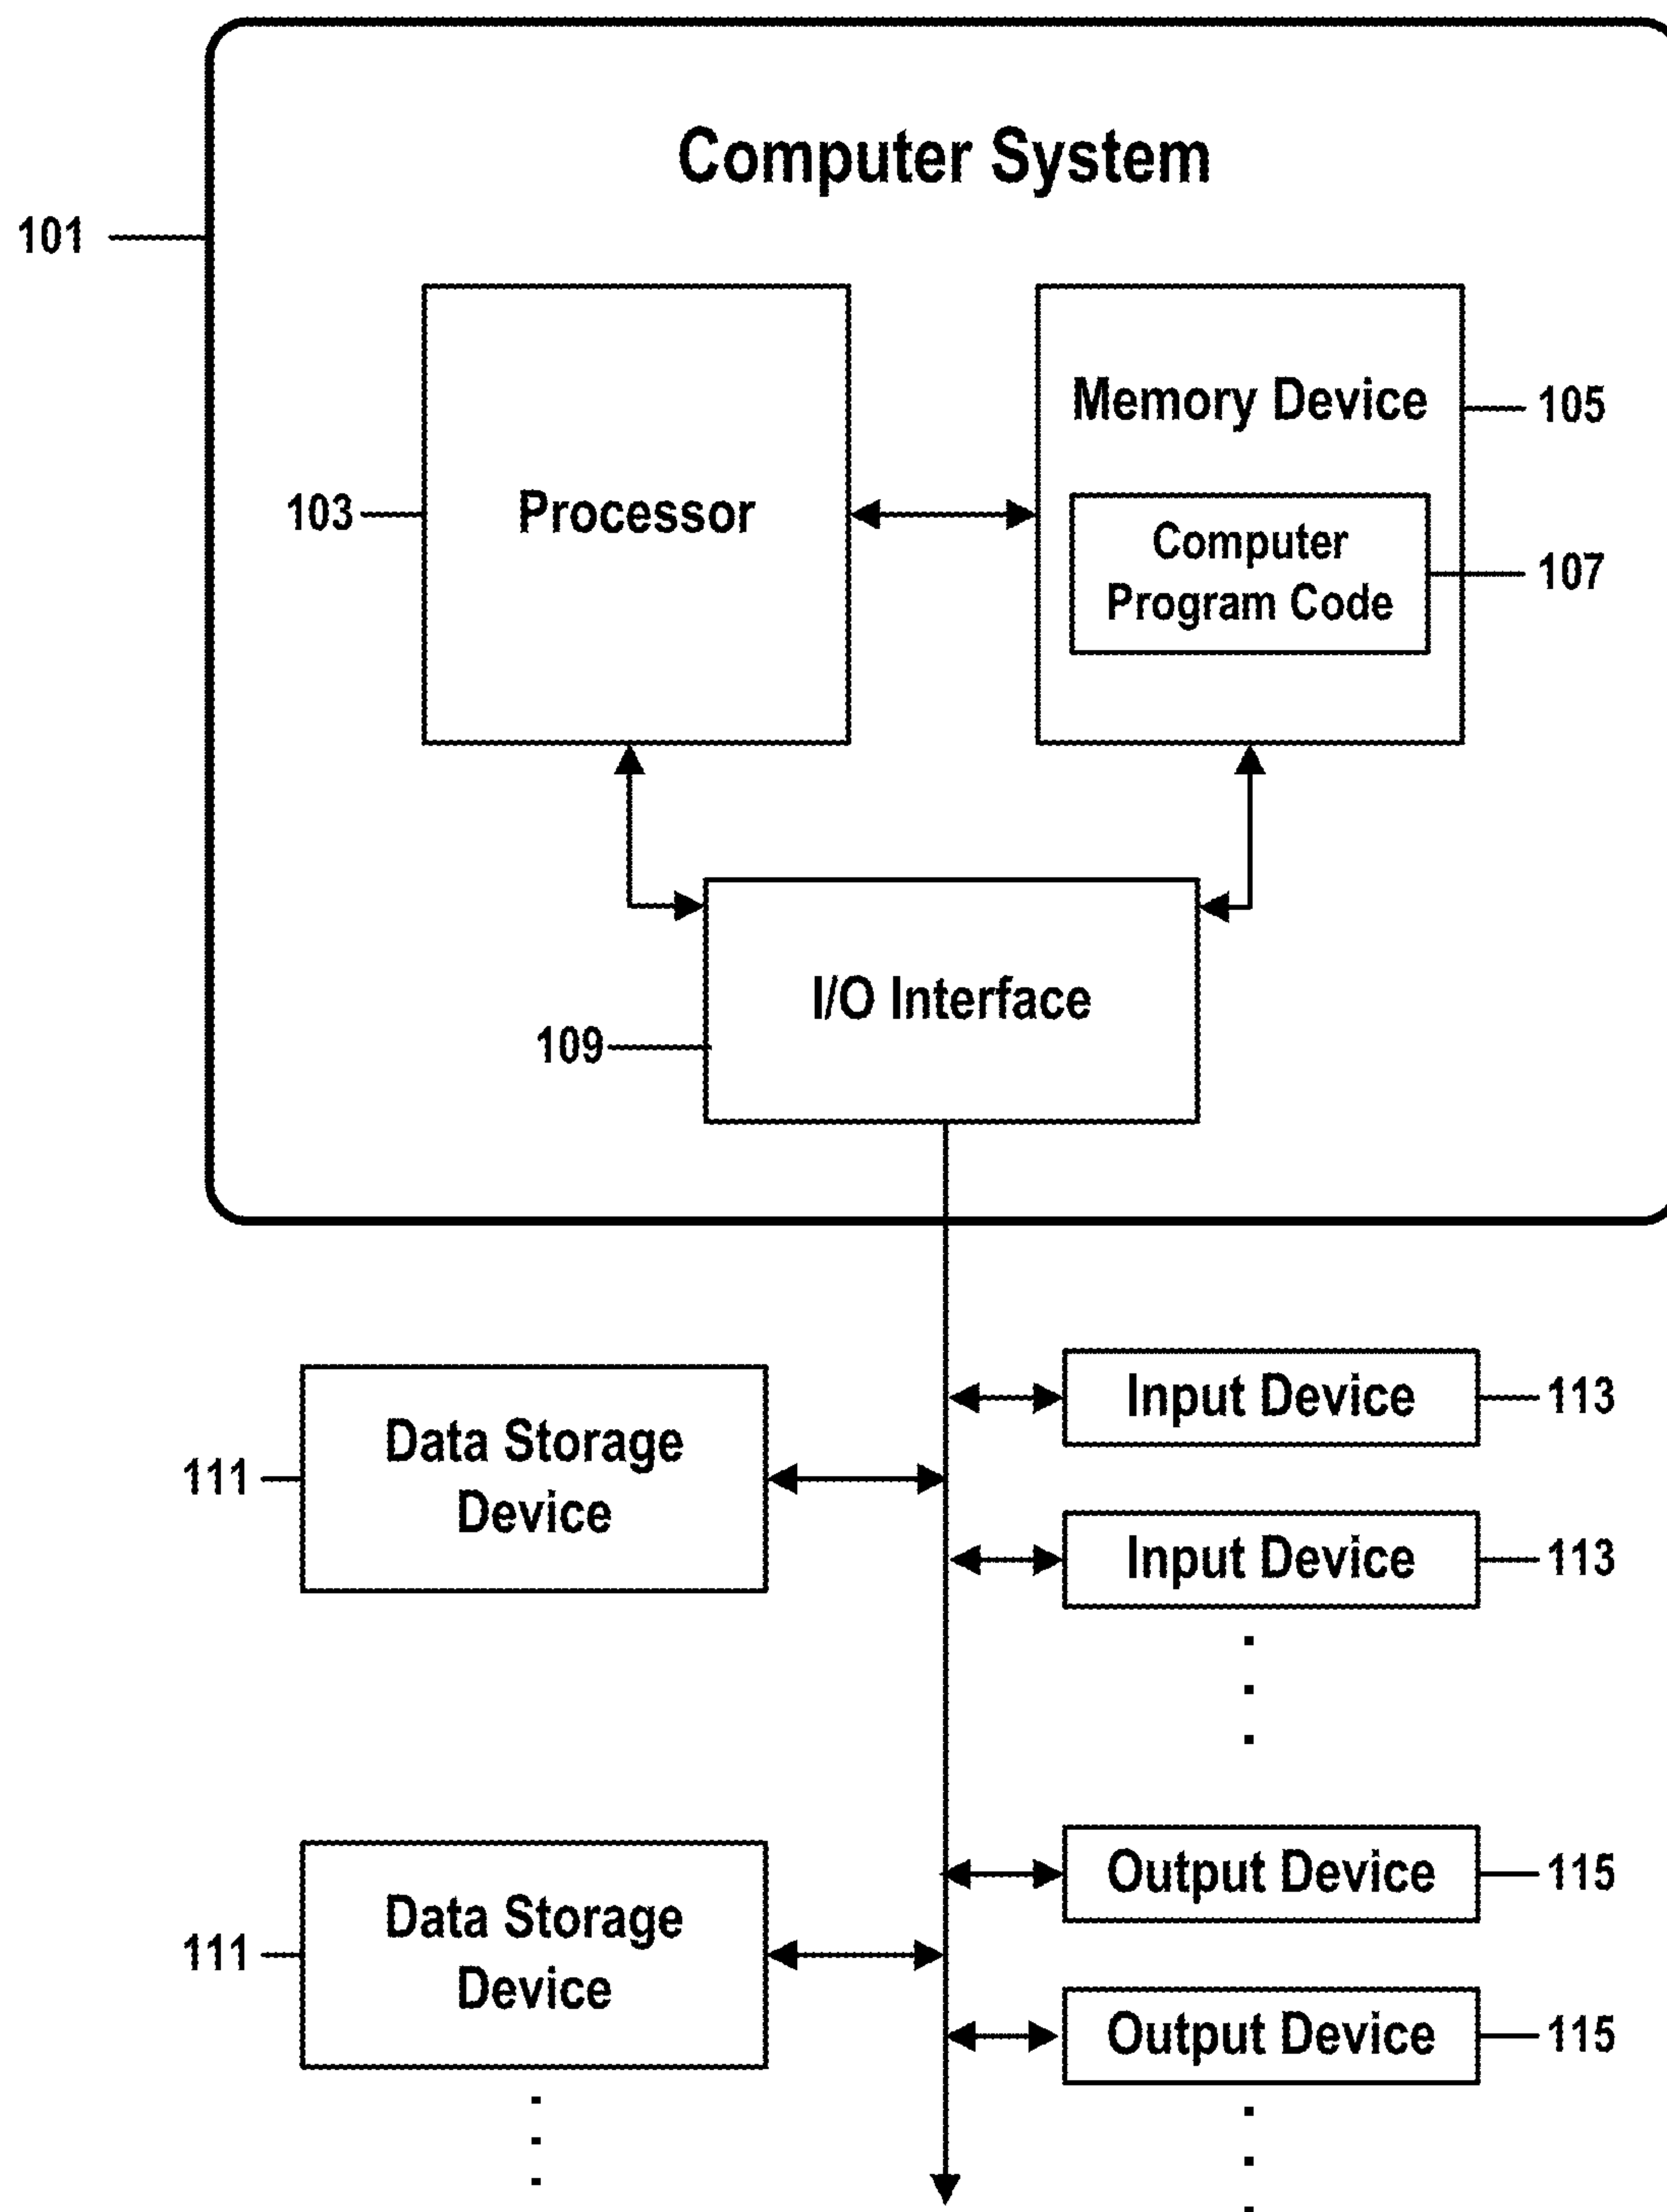 Computer System
101
Memory Device
105
Processor
103
Computer
Program Code
107
I/O Interface
109
Input Device
113
Data Storage
Device
111
Input Device
113
Output Device
115
Data Storage
Device
111
Output Device
115